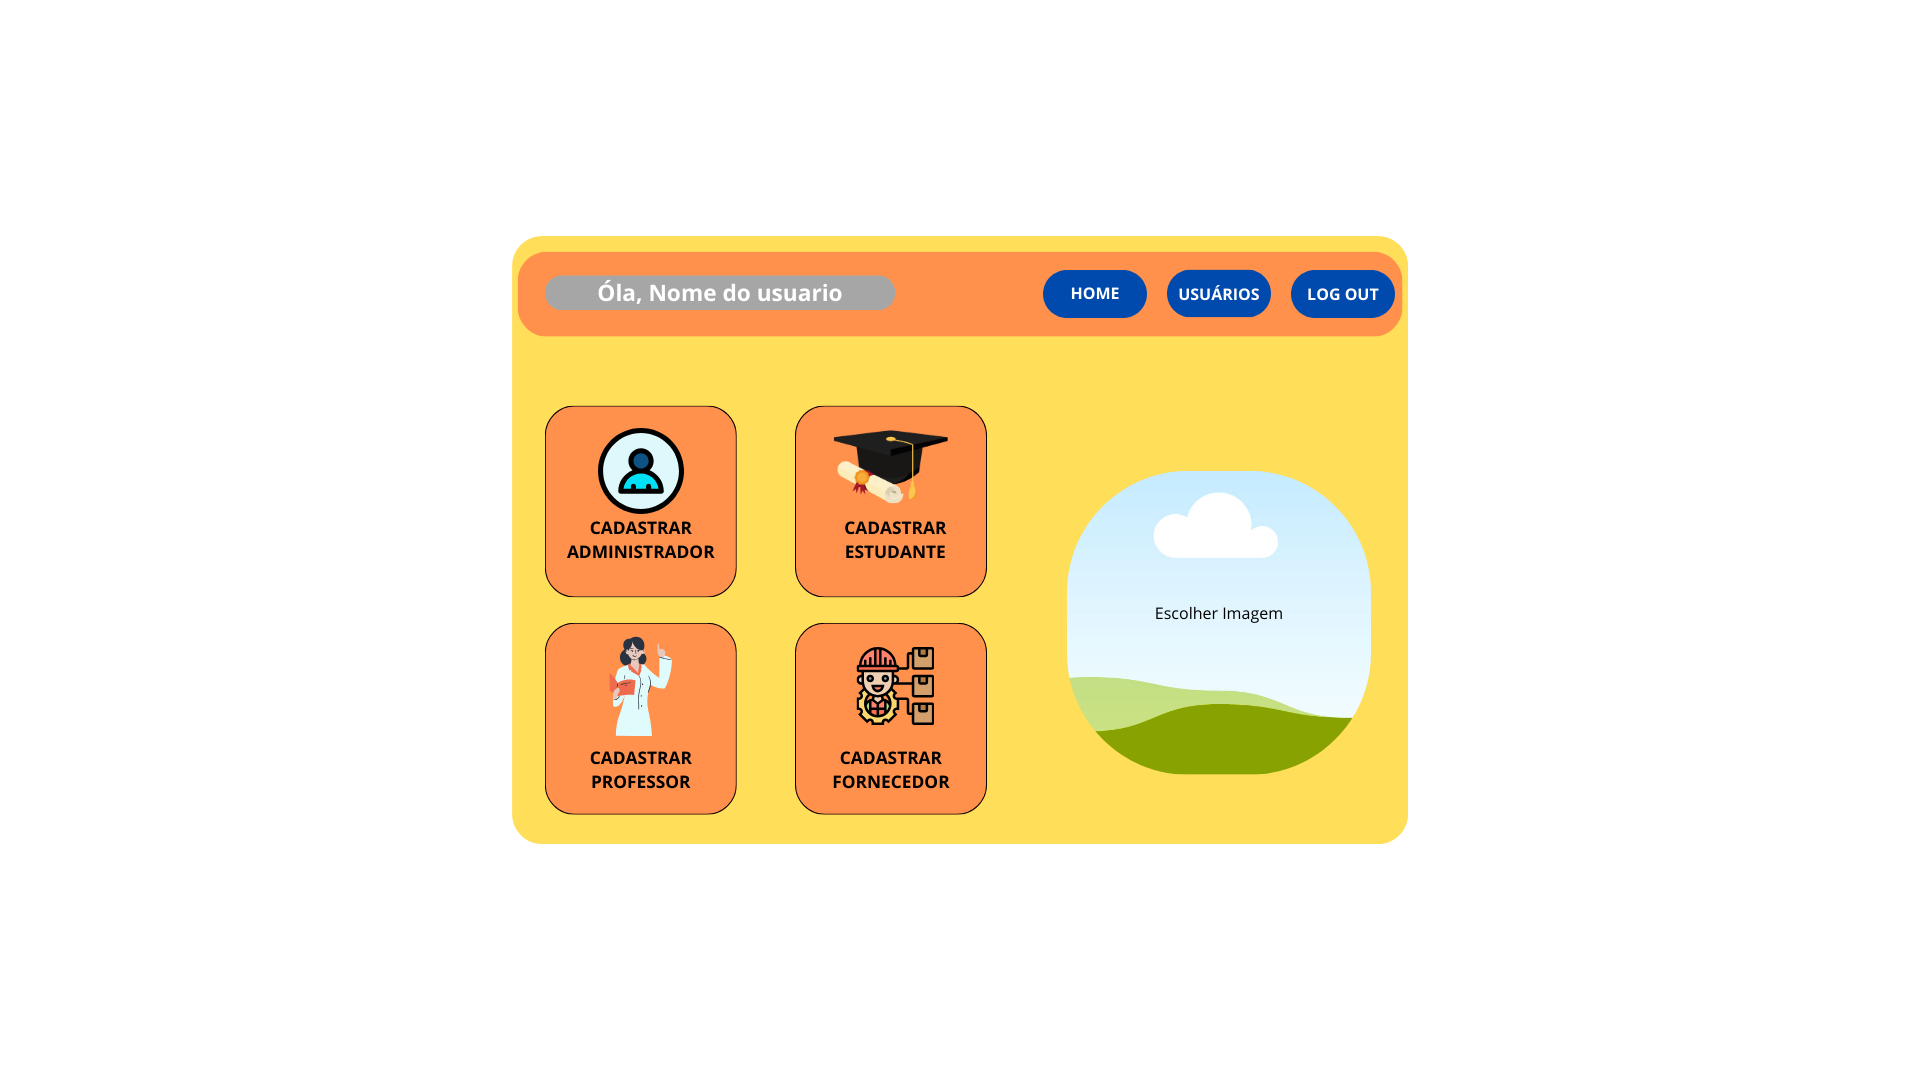 Óla, Nome do usuario
HOME
USUÁRIOS
LOG OUT
CADASTRAR
ADMINISTRADOR
CADASTRAR
ESTUDANTE
Escolher Imagem
CADASTRAR
PROFESSOR
CADASTRAR
FORNECEDOR